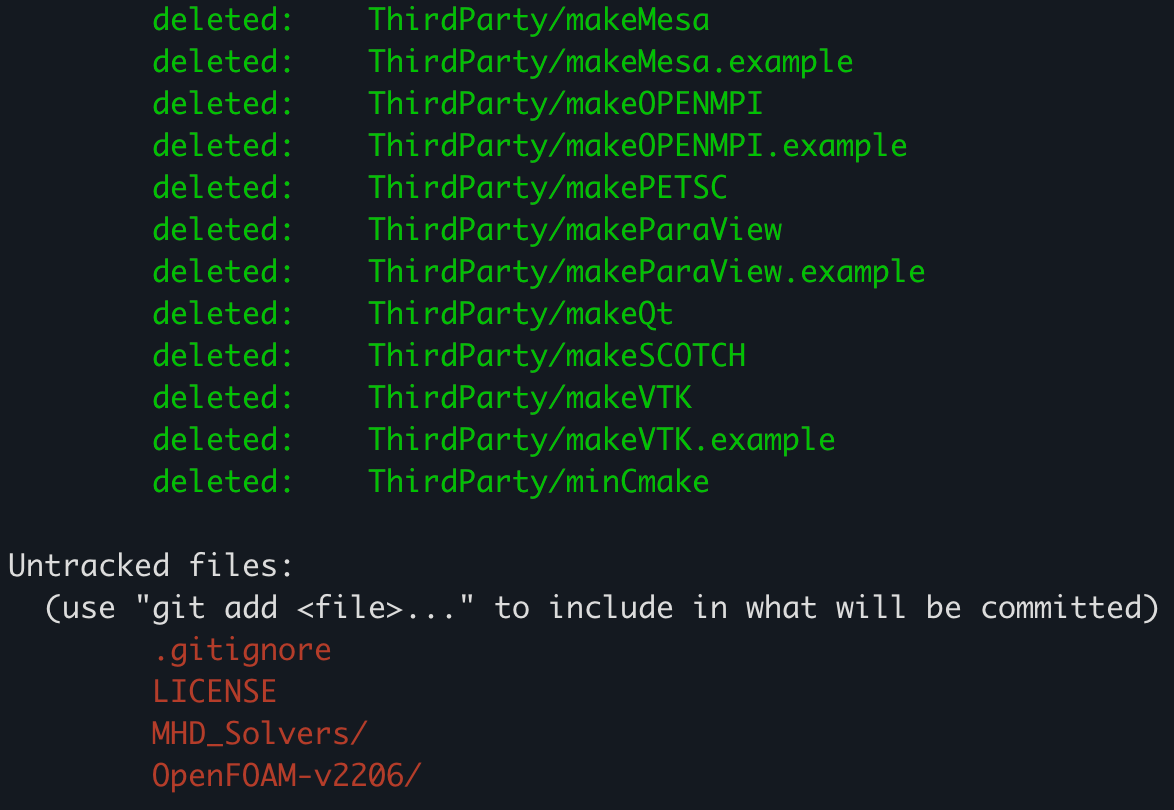 deleted:    ThirdParty/makeMesa
deleted:    ThirdParty/makeMesa.example
deleted:    ThirdParty/makeOPENMPI
deleted:    ThirdParty/makeOPENMPI.example
deleted:    ThirdParty/makePETSC
deleted:    ThirdParty/makeParaView
deleted:    ThirdParty/makeParaView.example
deleted:    ThirdParty/makeQt
deleted:    ThirdParty/makeSCOTCH
deleted:    ThirdParty/makeVTK
deleted:    ThirdParty/makeVTK.example
deleted:    ThirdParty/minCmake
Untracked files:
(use "git add <file>..." to include in what will be committed)
.gitignore
LICENSE
MHD_Solvers/
OpenFOAM-v2206/